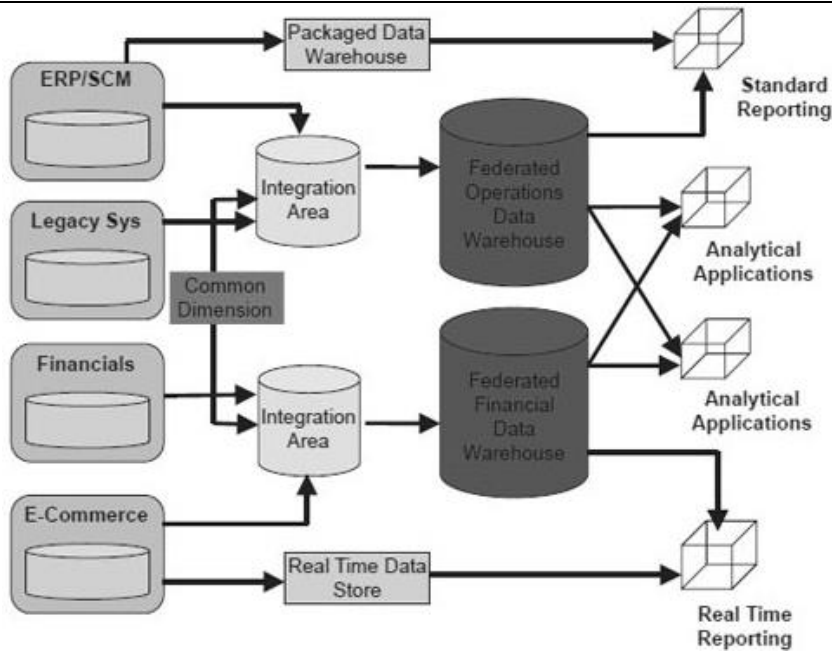 Packaged Data
Warehouse
ERP/SCM
Standard
Reporting
Integration
Area
Federated
Operations
Data
Warehouse
Legacy Sys
Analytical
Applications
Common
Dimension
Financials
Integration
Area
Federated
Financial
Data
Warehouse
Analytical
Applications
E-Commerce
Real Time Data
Store
Real Time
Reporting